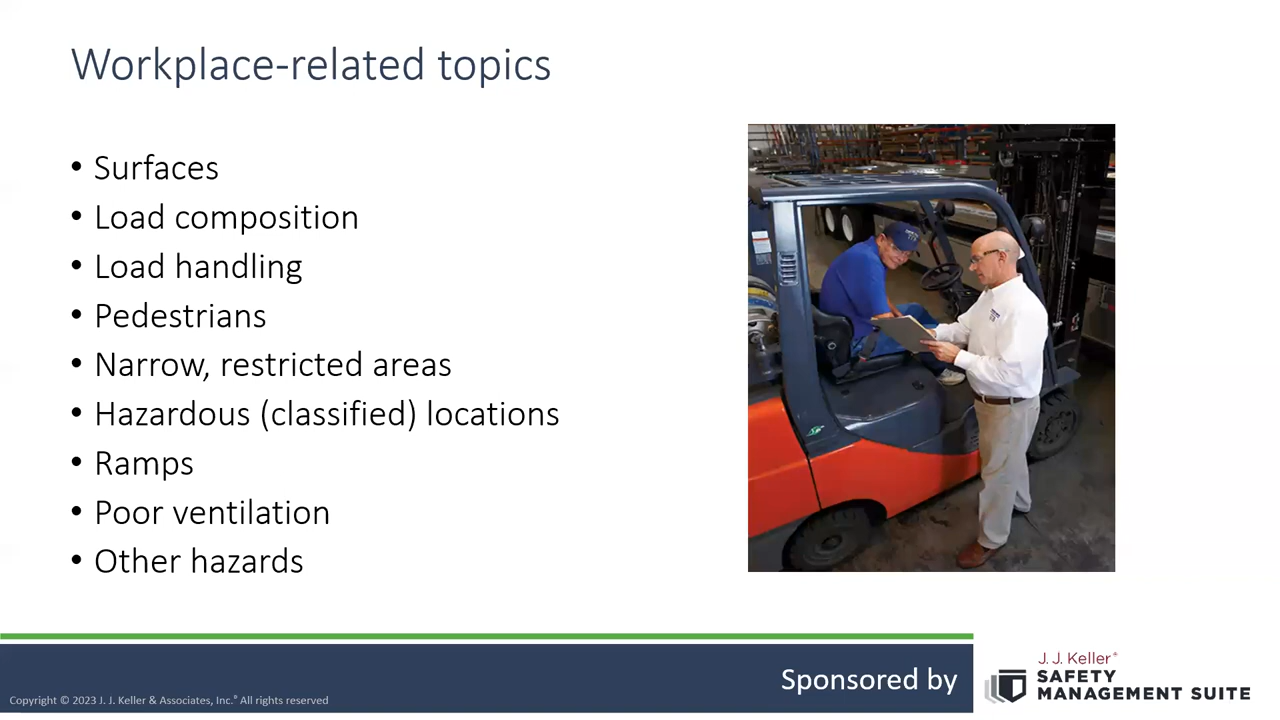 Workplace-related topics
• Surfaces
• Load composition
• Load handling
• Pedestrians
• Narrow, restricted areas
• Hazardous (classified) locations
• Ramps
• Poor ventilation
• Other hazards
Sponsored by
J. J. Keller®
SAFETY
MANAGEMENT SUITE
Copyright © 2023 J. J. Keller & Associates, Inc.® All rights reserved